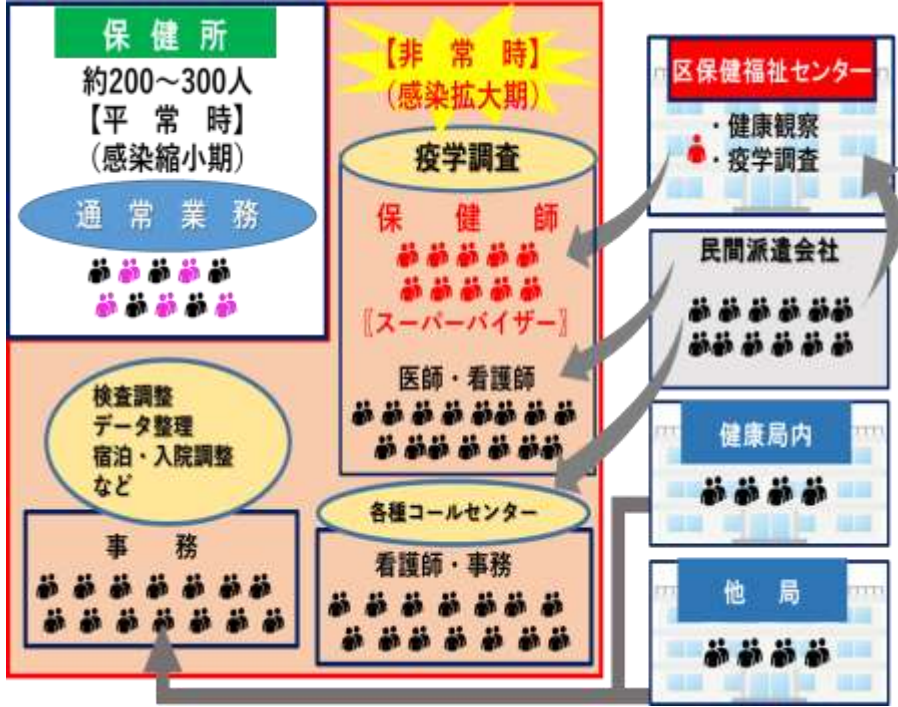 保健所
約200～300人
【平常時】
(感染縮小期)
通常業務
【非常時】
(感染拡大期)
疫学調査
保健師
〖スーパーバイザー〗
医師・看護師
検査調整
データ整理
宿泊・入院調整
など
事務
各種コールセンター
看護師・事務
区保健福祉センター
・健康観察
・疫学調査
民間派遣会社
健康局内
他局